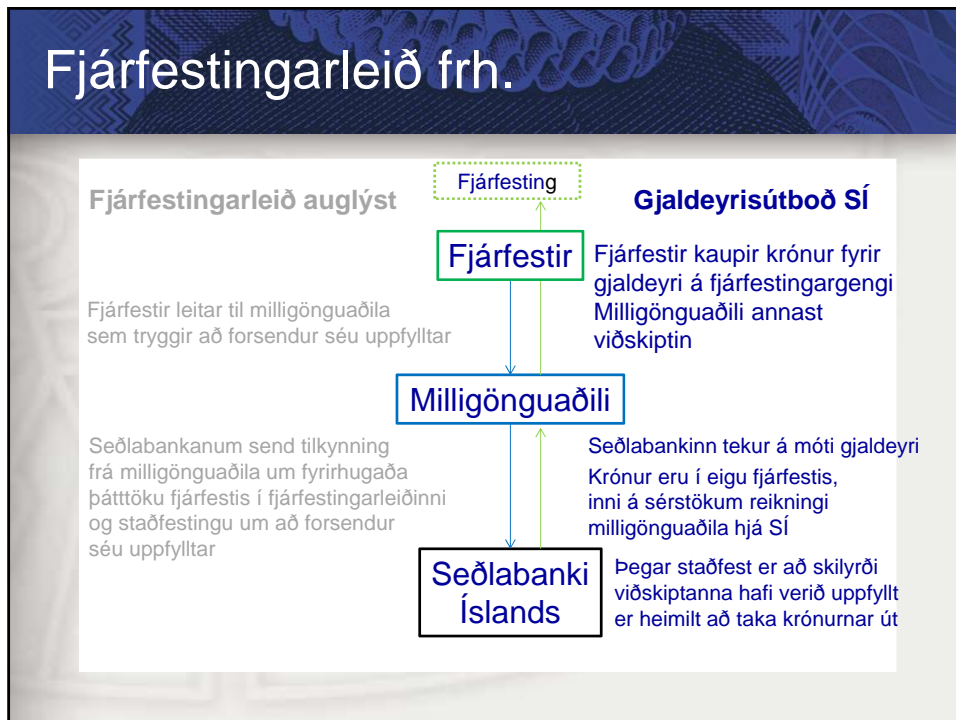 Fjárfestingarleið frh.
Fjárfestingarleið auglýst
Fjárfesting
Gjaldeyrisútboð SÍ
Fjárfestir
Fjárfestir kaupir krónur fyrir
gjaldeyri á fjárfestingargengi
Milligönguaðili annast
viðskiptin
Fjárfestir leitar til milligönguaðila
sem tryggir að forsendur séu uppfylltar
Milligönguaðili
Seðlabankanum send tilkynning
frá milligönguaðila um fyrirhugaða
þátttöku fjárfestis í fjárfestingarleiðinni
og staðfestingu um að forsendur
séu uppfylltar
Seðlabankinn tekur á móti gjaldeyri
Krónur eru í eigu fjárfestis,
inni á sérstökum reikningi
milligönguaðila hjá SÍ
Seðlabanki
Íslands
Þegar staðfest er að skilyrði
viðskiptanna hafi verið uppfyllt
er heimilt að taka krónurnar út